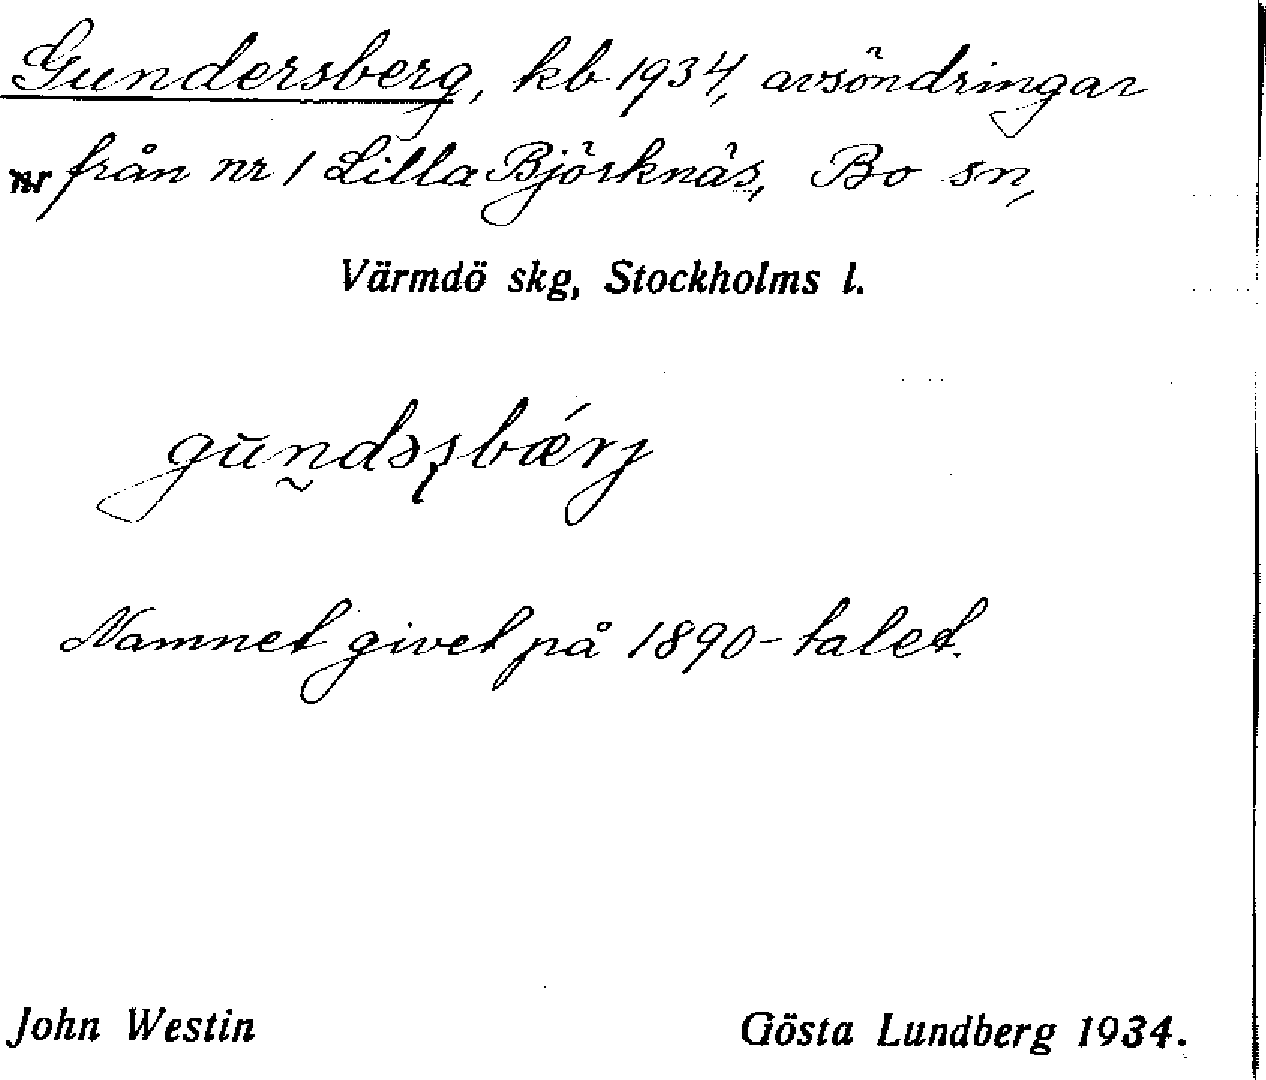 Gundersberg, kb 1934, avsöndringar
nr från nr 1 Lilla Björknäs, Bo sn,
Värmdö skg, Stockholms l.
Namnet givet på 1890-talet.
John Westin
Gösta Lundberg 1934.